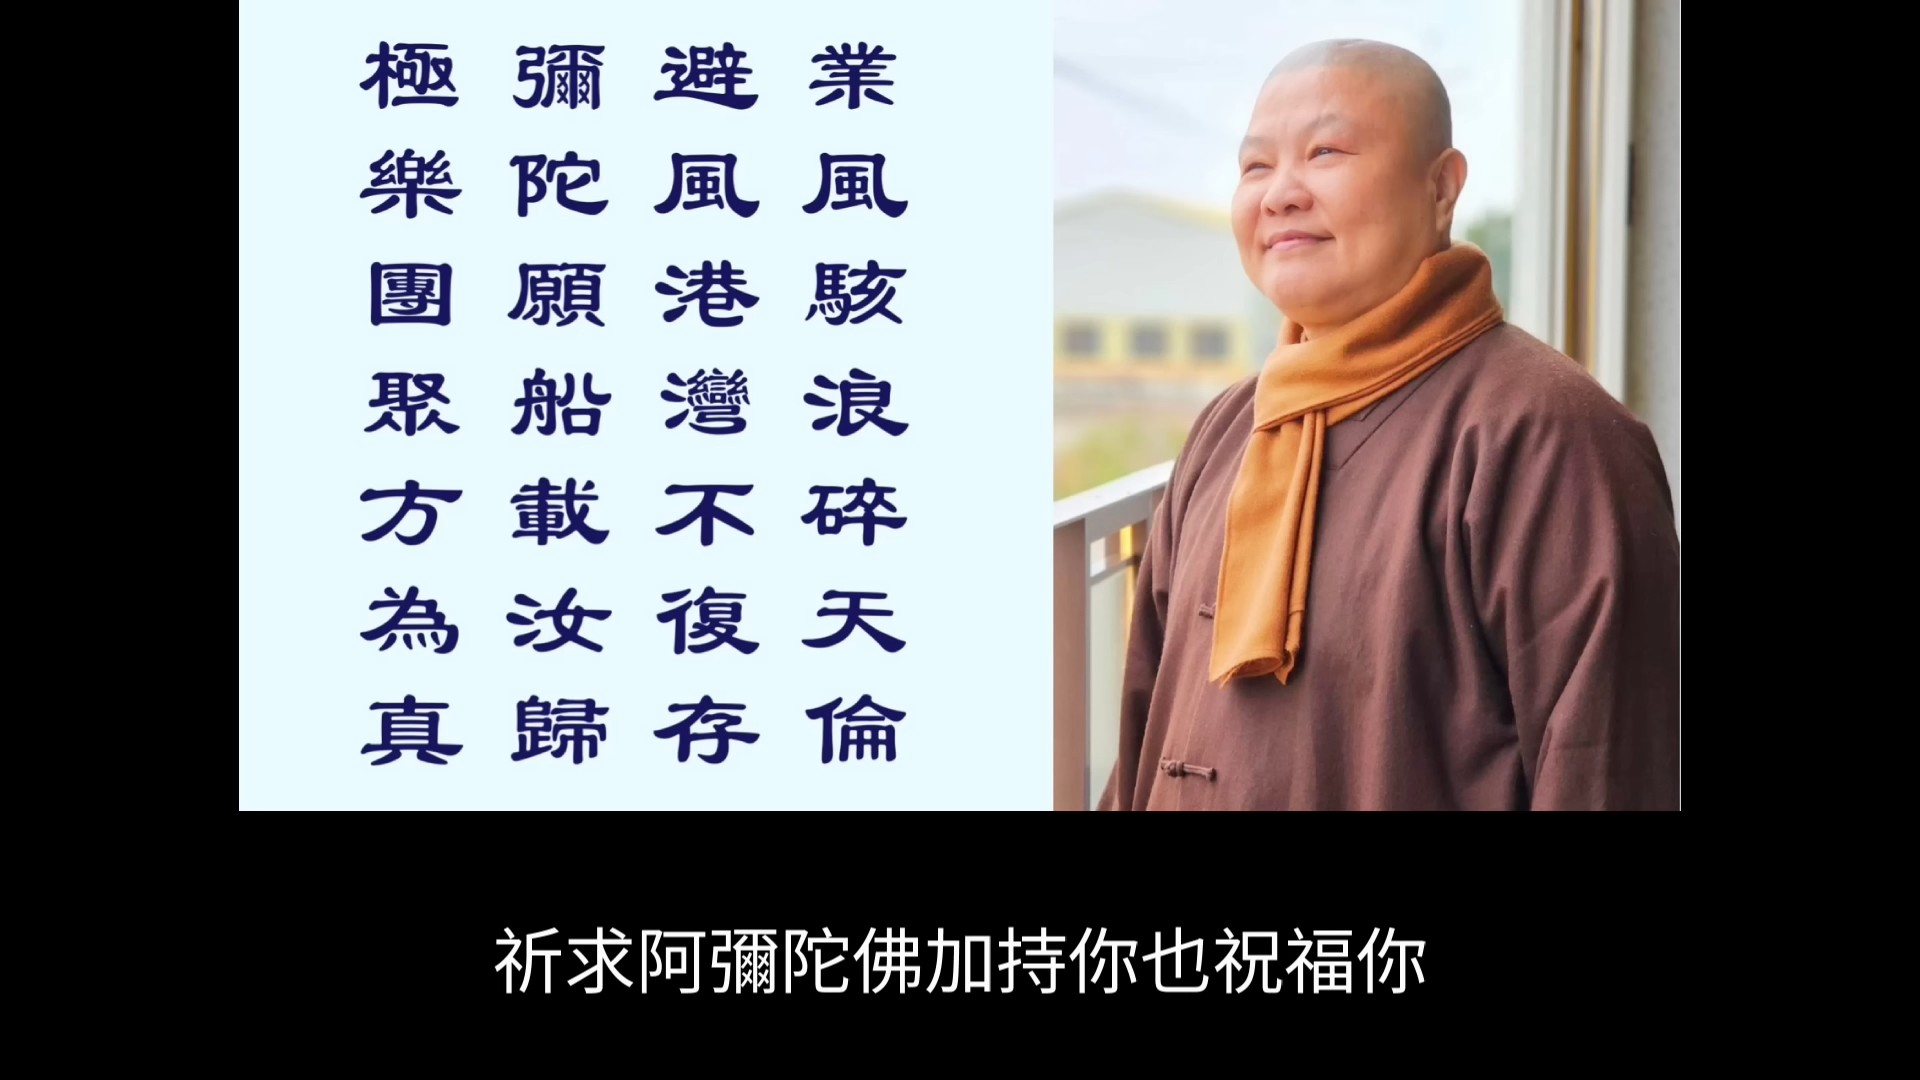 業風駭浪碎天倫
避風港灣不復存
彌陀願船載汝歸
極樂團聚方為真
祈求阿彌陀佛加持你也祝福你